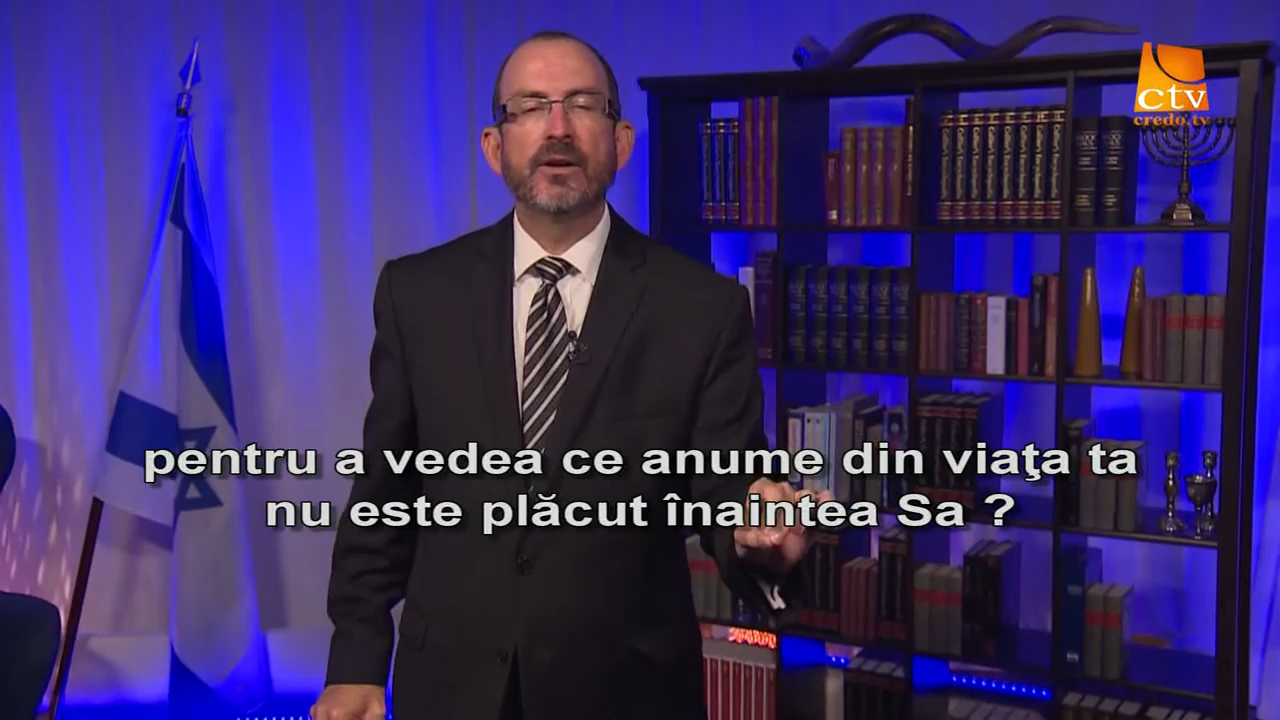 ctv
credo.tv
pentru a vedea ce anume din viaţa ta
nu este plăcut înaintea Sa ?